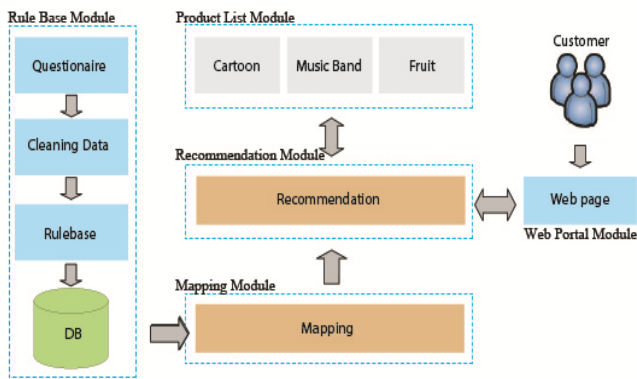 Rule Base Module
Questionaire
Cleaning Data
Rulebase
DB
Product List Module
Cartoon
Music Band
Fruit
Recommendation Module
Recommendation
Mapping Module
Mapping
Customer
Web page
Web Portal Module